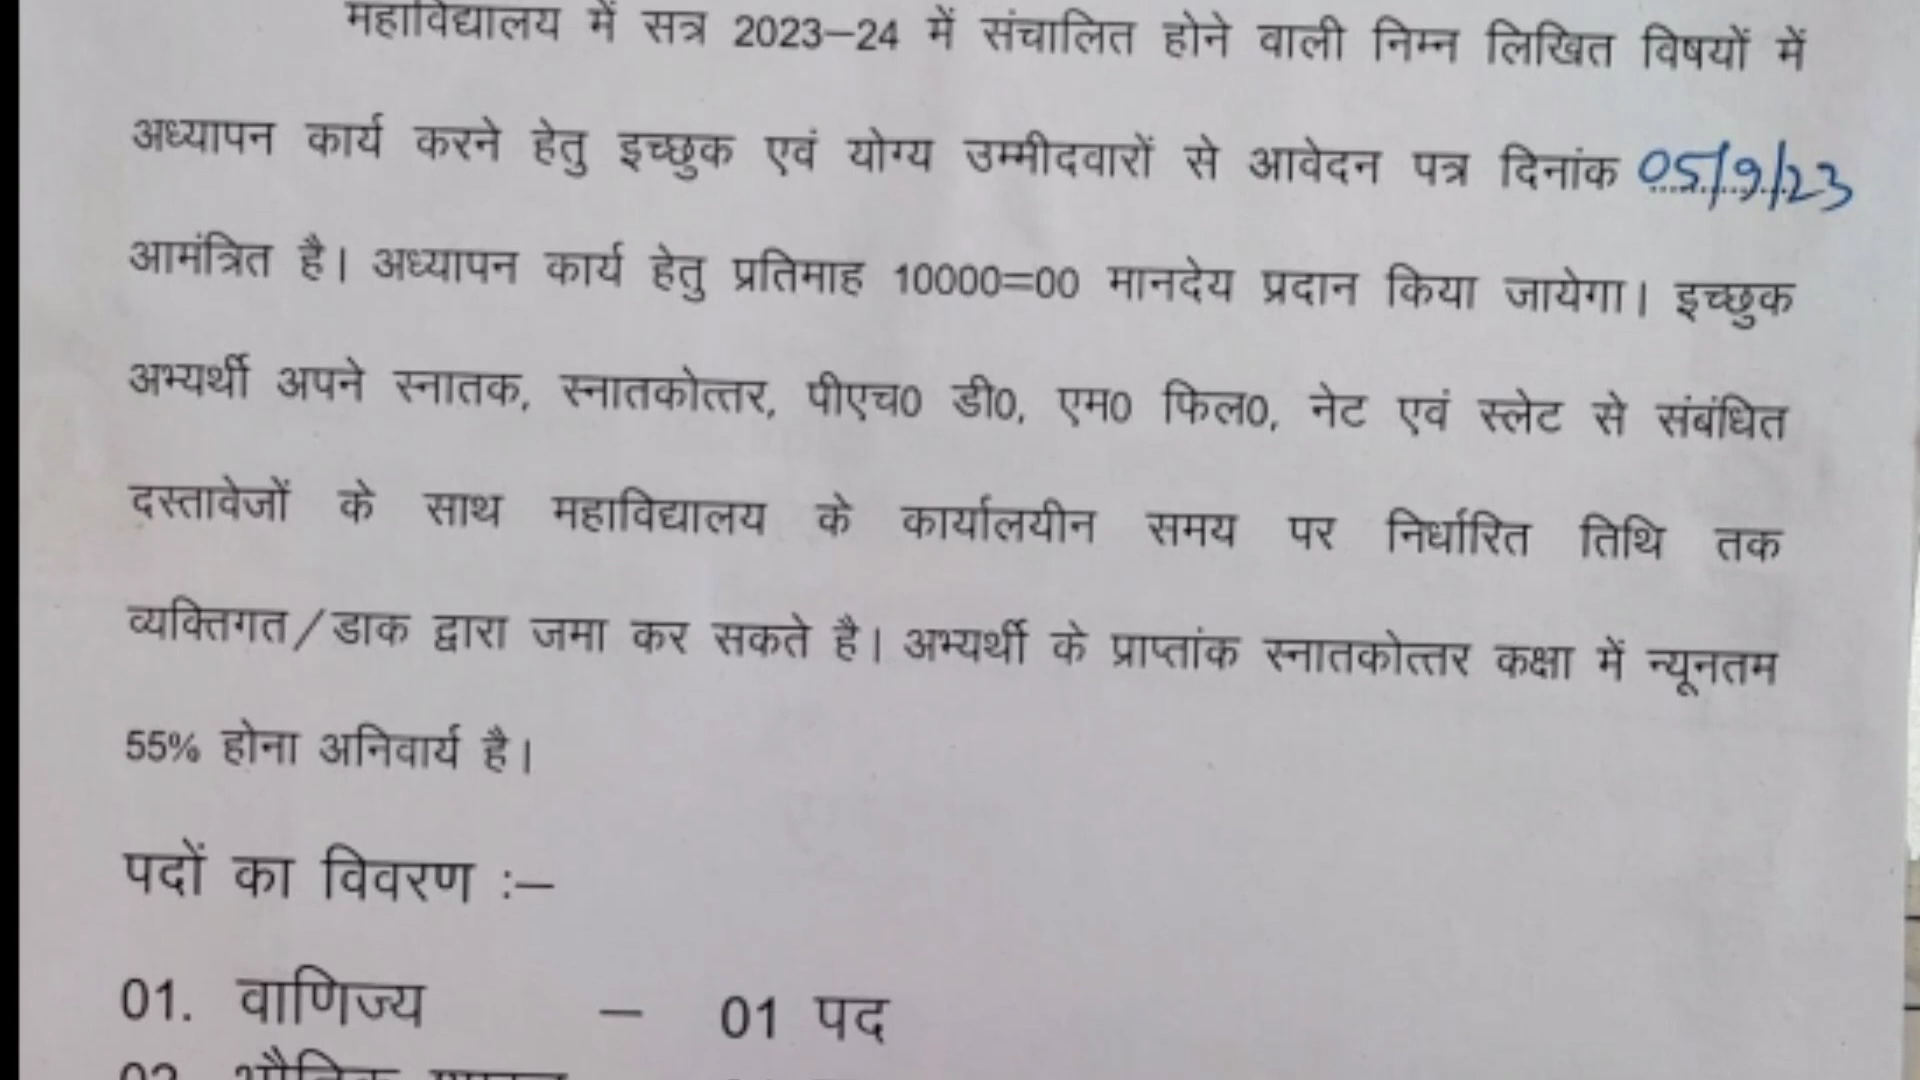 महाविद्यालय में सत्र 2023–24 में संचालित होने वाली निम्न लिखित विषयों में
अध्यापन कार्य करने हेतु इच्छुक एवं योग्य उम्मीदवारों से आवेदन पत्र दिनांक 05/9/23
आमंत्रित है। अध्यापन कार्य हेतु प्रतिमाह 10000=00 मानदेय प्रदान किया जायेगा। इच्छुक
अभ्यर्थी अपने स्नातक, स्नातकोत्तर, पीएच0 डी0, एम0 फिल0, नेट एवं स्लेट से संबंधित
दस्तावेजों के साथ महाविद्यालय के कार्यालयीन समय पर निर्धारित तिथि तक
व्यक्तिगत/डाक द्वारा जमा कर सकते है। अभ्यर्थी के प्राप्तांक स्नातकोत्तर कक्षा में न्यूनतम
55% होना अनिवार्य है।
पदों का विवरण :–
01. वाणिज्य – 01 पद
02. भौतिक